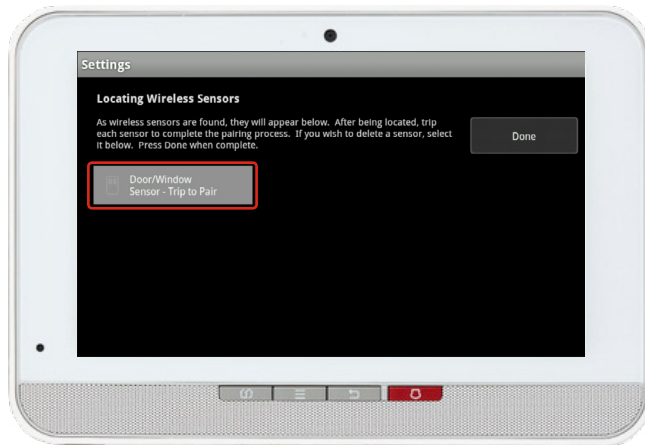 Settings
Locating Wireless Sensors
As wireless sensors are found, they will appear below. After being located, trip
each sensor to complete the pairing process. If you wish to delete a sensor, select
it below. Press Done when complete.
Done
Door/Window
Sensor - Trip to Pair